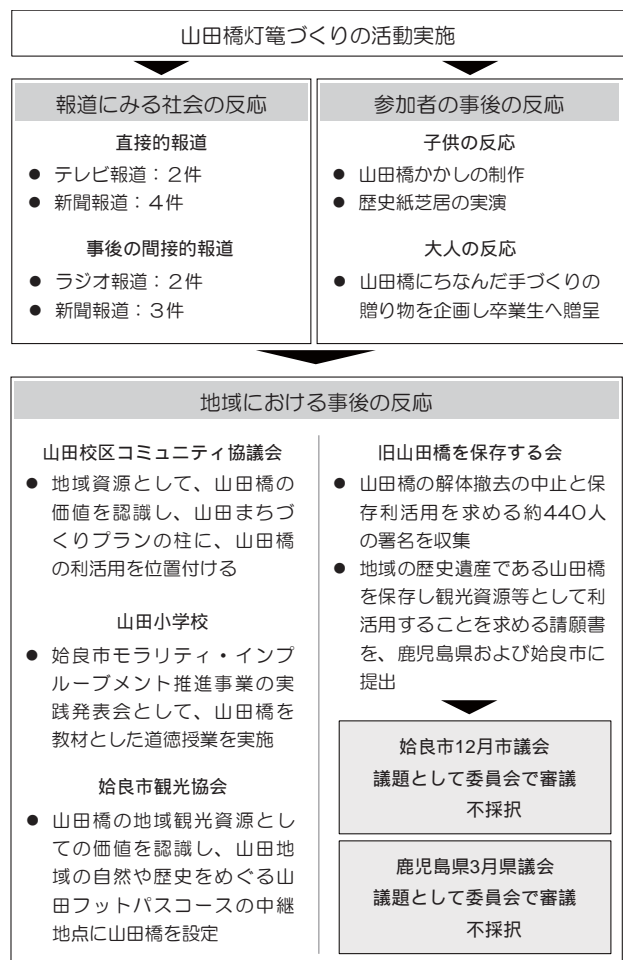 山田橋灯篭づくりの活動実施
報道にみる社会の反応
直接的報道
● テレビ報道：２件
● 新聞報道：４件
事後の間接的報道
● ラジオ報道：２件
● 新聞報道：３件
参加者の事後の反応
子供の反応
● 山田橋かかしの制作
● 歴史紙芝居の実演
大人の反応
● 山田橋にちなんだ手づくりの
贈り物を企画し卒業生へ贈呈
地域における事後の反応
山田校区コミュニティ協議会
● 地域資源として、山田橋の
価値を認識し、山田まちづ
くりプランの柱に、山田橋
の利活用を位置付ける
山田小学校
● 姶良市モラリティ・インプ
ルーブメント推進事業の実
践発表会として、山田橋を
教材とした道徳授業を実施
姶良市観光協会
● 山田橋の地域観光資源とし
ての価値を認識し、山田地
域の自然や歴史をめぐる山
田フットパスコースの中継
地点に山田橋を設定
旧山田橋を保存する会
● 山田橋の解体撤去の中止と保
存利活用を求める約440人
の署名を収集
● 地域の歴史遺産である山田橋
を保存し観光資源等として利
活用することを求める請願書
を、鹿児島県および姶良市に
提出
姶良市12月市議会
議題として委員会で審議
不採択
鹿児島県3月県議会
議題として委員会で審議
不採択